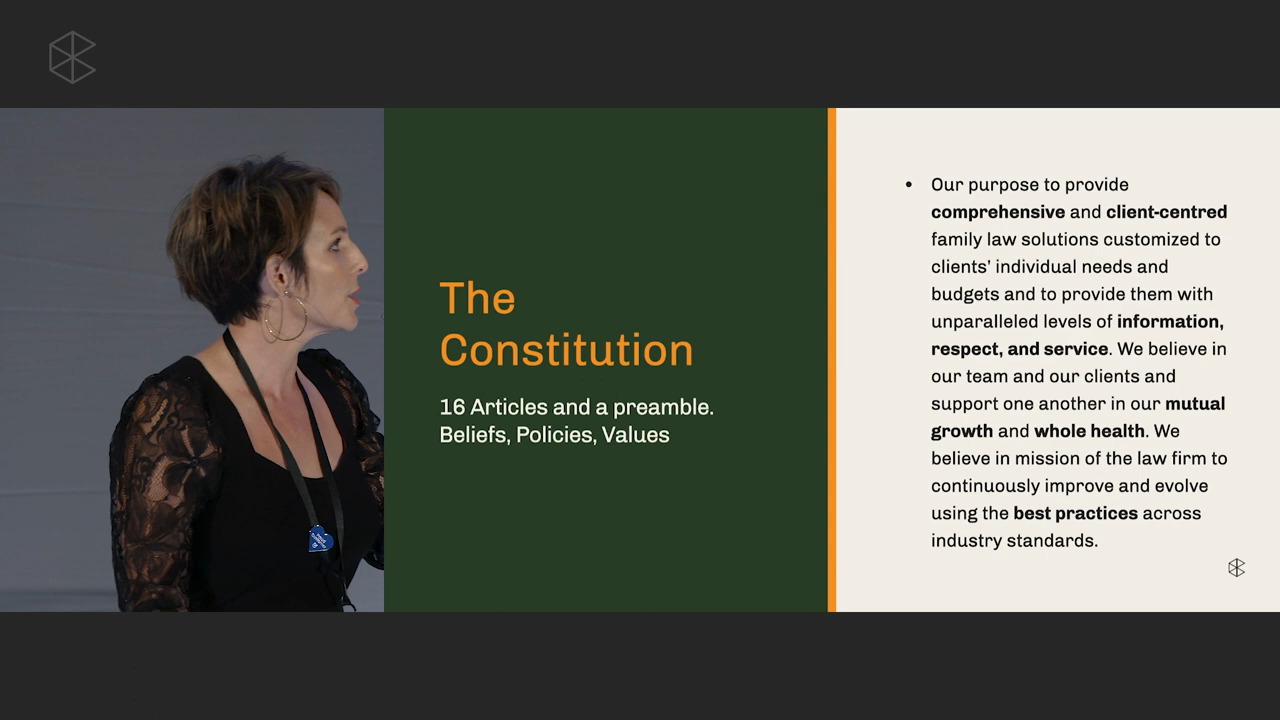 The
Constitution
16 Articles and a preamble.
Beliefs, Policies, Values
• Our purpose to provide
comprehensive and client-centred
family law solutions customized to
clients' individual needs and
budgets and to provide them with
unparalleled levels of information,
respect, and service. We believe in
our team and our clients and
support one another in our mutual
growth and whole health. We
believe in mission of the law firm to
continuously improve and evolve
using the best practices across
industry standards.